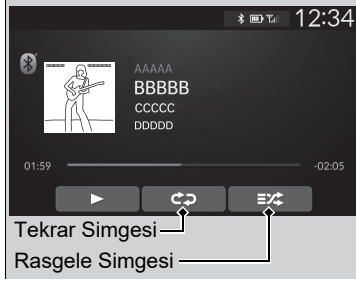 12:34
AAAAA
BBBBB
CCCCC
DDDDD
01:59
-02:05
Tekrar Simgesi
Rasgele Simgesi